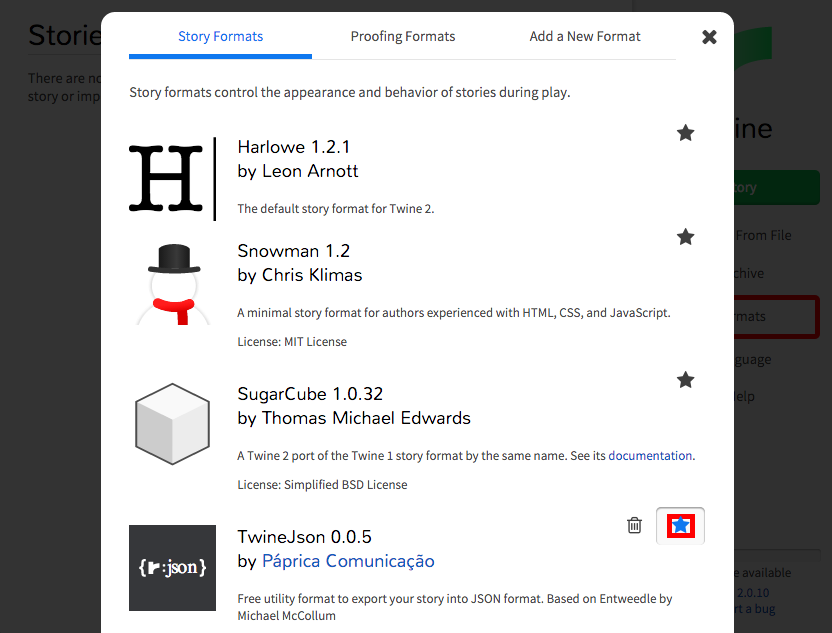 Storie
There are no
story or imp
Story Formats
Proofing Formats
Add a New Format
Story formats control the appearance and behavior of stories during play.
H
Harlowe 1.2.1
by Leon Arnott
The default story format for Twine 2.
Snowman 1.2
by Chris Klimas
A minimal story format for authors experienced with HTML, CSS, and JavaScript.
License: MIT License
SugarCube 1.0.32
by Thomas Michael Edwards
A Twine 2 port of the Twine 1 story format by the same name. See its documentation.
License: Simplified BSD License
{r:json}
TwineJson 0.0.5
by Páprica Comunicação
Free utility format to export your story into JSON format. Based on Entweedle by
Michael McCollum
ine
tory
From File
chive
rmats
guage
elp
e available
2.0.10
rt a bug